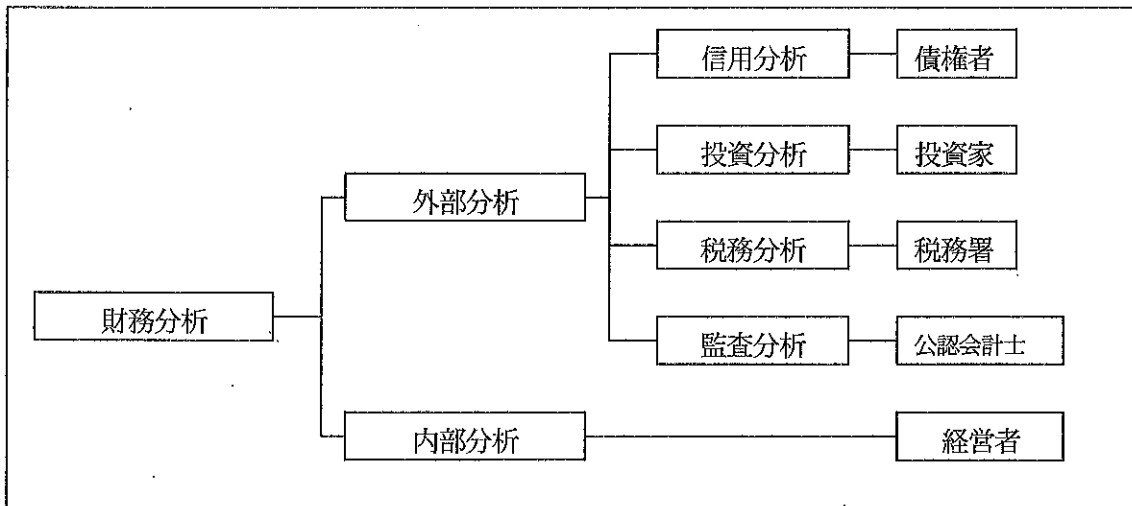 信用分析
債権者
投資分析
投資家
外部分析
税務分析
税務署
財務分析
監査分析
公認会計士
内部分析
経営者